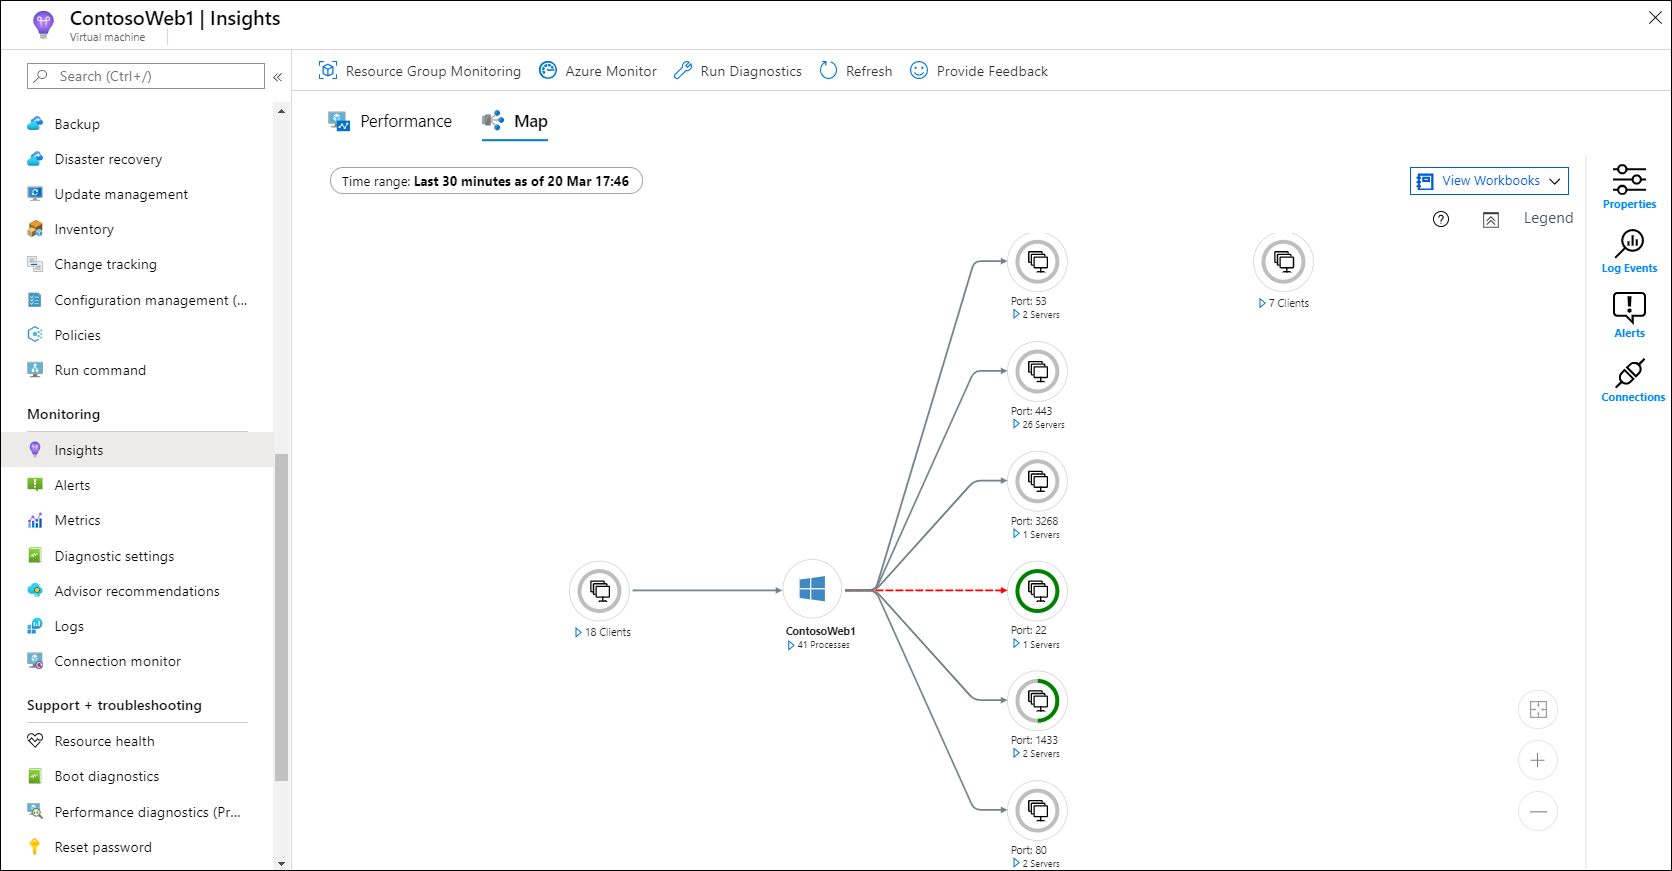 ContosoWeb1 | Insights
Virtual machine
Search (Ctrl+/)
«
Backup
Disaster recovery
Update management
Inventory
Change tracking
Configuration management (...
Policies
Run command
Monitoring
Insights
Alerts
Metrics
Diagnostic settings
Advisor recommendations
Logs
Connection monitor
Support + troubleshooting
Resource health
Boot diagnostics
Performance diagnostics (Pr...
Reset password
Resource Group Monitoring
Azure Monitor
Run Diagnostics
Refresh
Provide Feedback
Performance
Map
Time range: Last 30 minutes as of 20 Mar 17:46
View Workbooks
Legend
18 Clients
ContosoWeb1
41 Processes
Port: 53
2 Servers
Port: 443
26 Servers
Port: 3268
1 Servers
Port: 22
1 Servers
Port: 1433
2 Servers
Port: 80
2 Servers
7 Clients
Properties
Log Events
Alerts
Connections